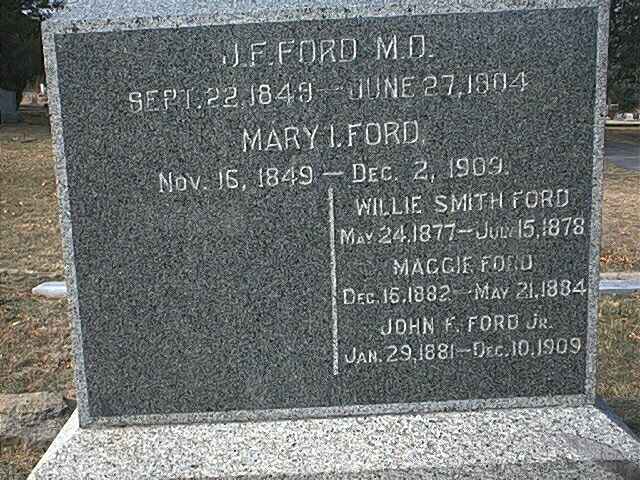 J. F. FORD M.D.
SEPT. 22, 1849 — JUNE 27, 1904
MARY I. FORD.
NOV. 16, 1849 — DEC. 2, 1909.
WILLIE SMITH FORD
MAY 24, 1877 — JULY 15, 1878
MAGGIE FORD
DEC. 16, 1882 — MAY 21, 1884
JOHN F. FORD JR.
JAN. 29, 1881 — DEC. 10, 1909